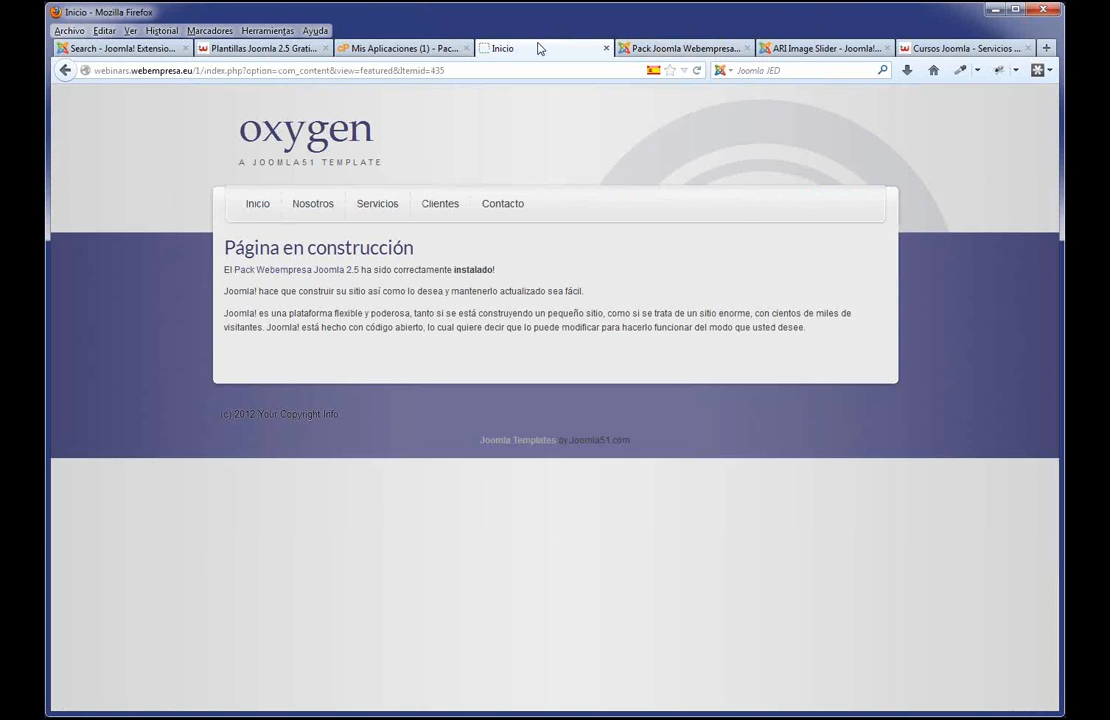 Inicio - Mozilla Firefox
Archivo Editar Ver Historial Marcadores Herramientas Ayuda
Search - Joomla! Extensio... Plantillas Joomla 2.5 Grati... Mis Aplicaciones (1) - Pac... Inicio Pack Joomla Webempresa... ARI Image Slider - Joomla!... Cursos Joomla - Servicios ...
webinars.webempresa.eu/1/index.php?option=com_content&view=featured&Itemid=435 Joomla JED
oxygen
A JOOMLA51 TEMPLATE
Inicio Nosotros Servicios Clientes Contacto
Página en construcción
El Pack Webempresa Joomla 2.5 ha sido correctamente instalado!
Joomla! hace que construir su sitio así como lo desea y mantenerlo actualizado sea fácil.
Joomla! es una plataforma flexible y poderosa, tanto si se está construyendo un pequeño sitio, como si se trata de un sitio enorme, con cientos de miles de
visitantes. Joomla! está hecho con código abierto, lo cual quiere decir que lo puede modificar para hacerlo funcionar del modo que usted desee.
(c) 2012 Your Copyright Info
Joomla Templates by Joomla51.com